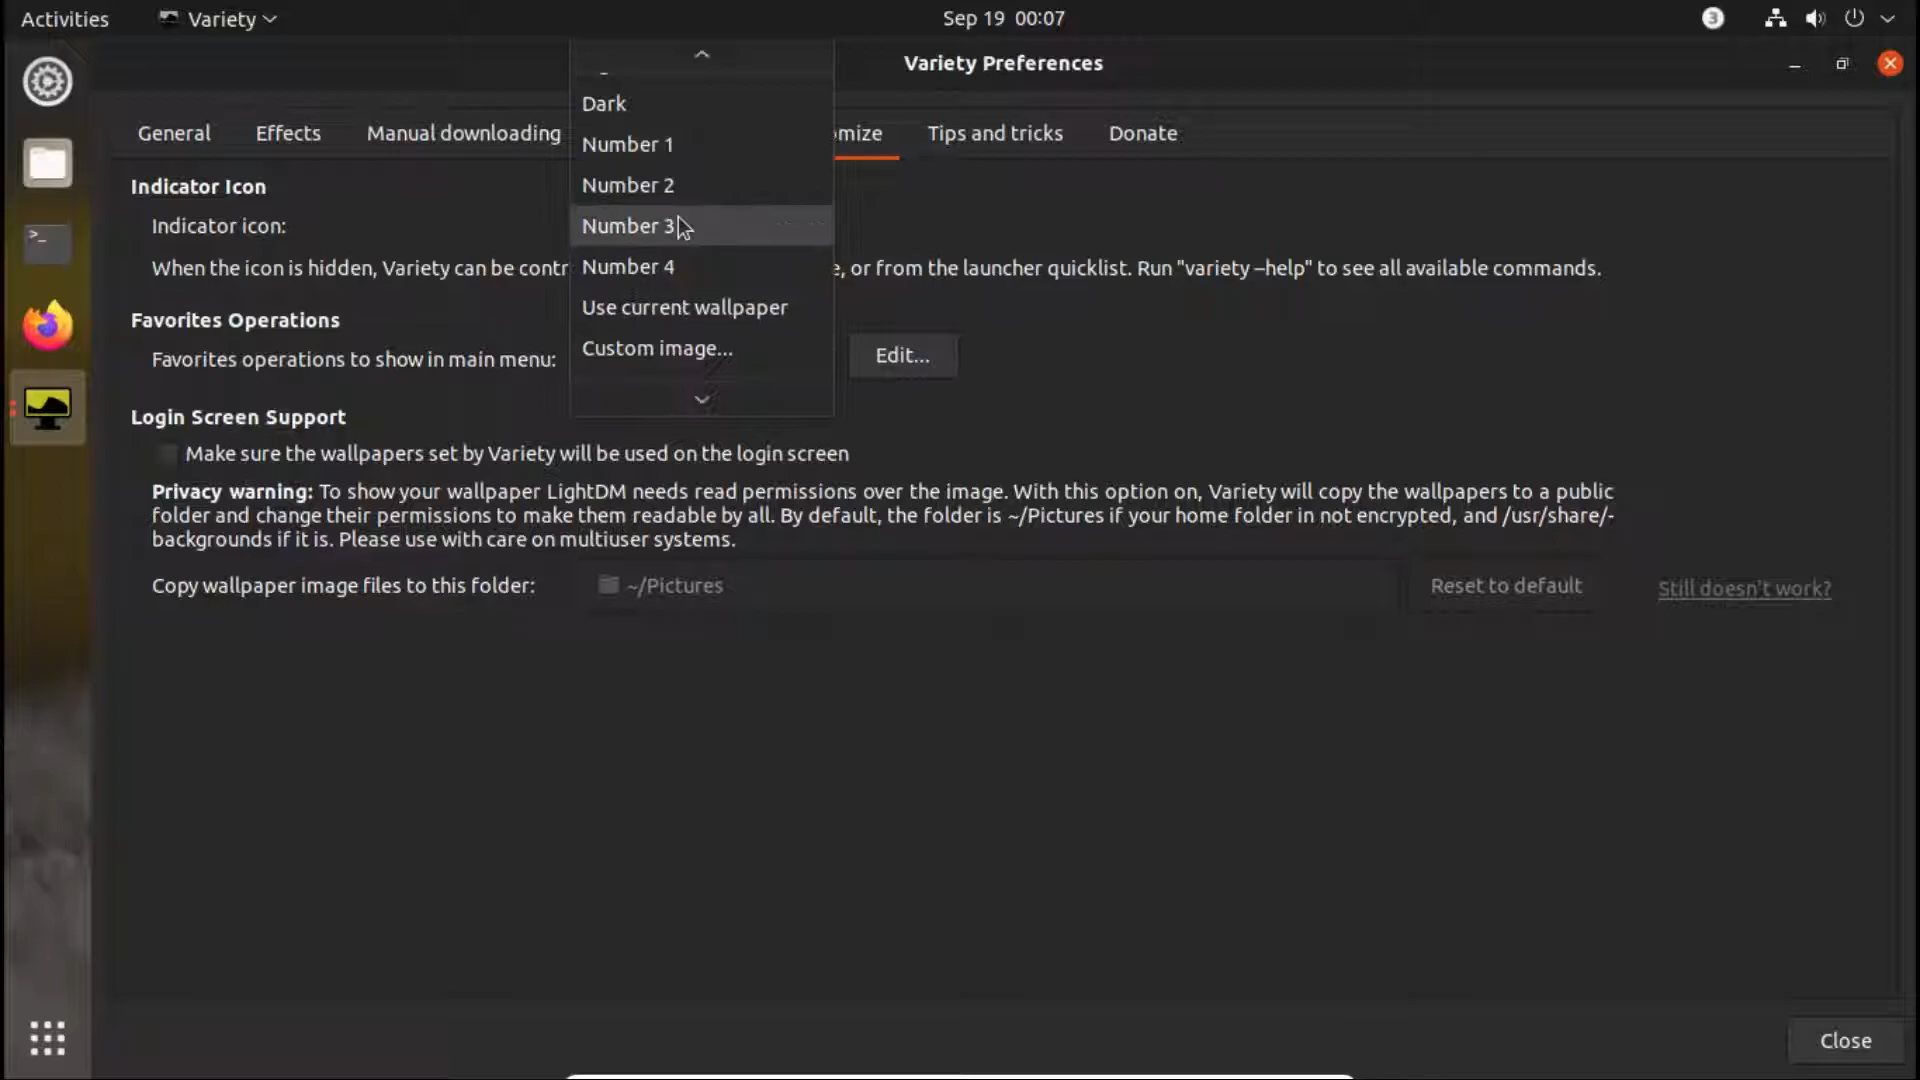 Activities
Variety
Sep 19 00:07
3
Variety Preferences
General
Effects
Manual downloading
mize
Tips and tricks
Donate
Dark
Number 1
Number 2
Number 3
Number 4
Use current wallpaper
Custom image...
Indicator Icon
Indicator icon:
When the icon is hidden, Variety can be contr
e, or from the launcher quicklist. Run "variety –help" to see all available commands.
Favorites Operations
Favorites operations to show in main menu:
Edit...
Login Screen Support
Make sure the wallpapers set by Variety will be used on the login screen
Privacy warning: To show your wallpaper LightDM needs read permissions over the image. With this option on, Variety will copy the wallpapers to a public
folder and change their permissions to make them readable by all. By default, the folder is ~/Pictures if your home folder in not encrypted, and /usr/share/-
backgrounds if it is. Please use with care on multiuser systems.
Copy wallpaper image files to this folder:
~/Pictures
Reset to default
Still doesn't work?
Close